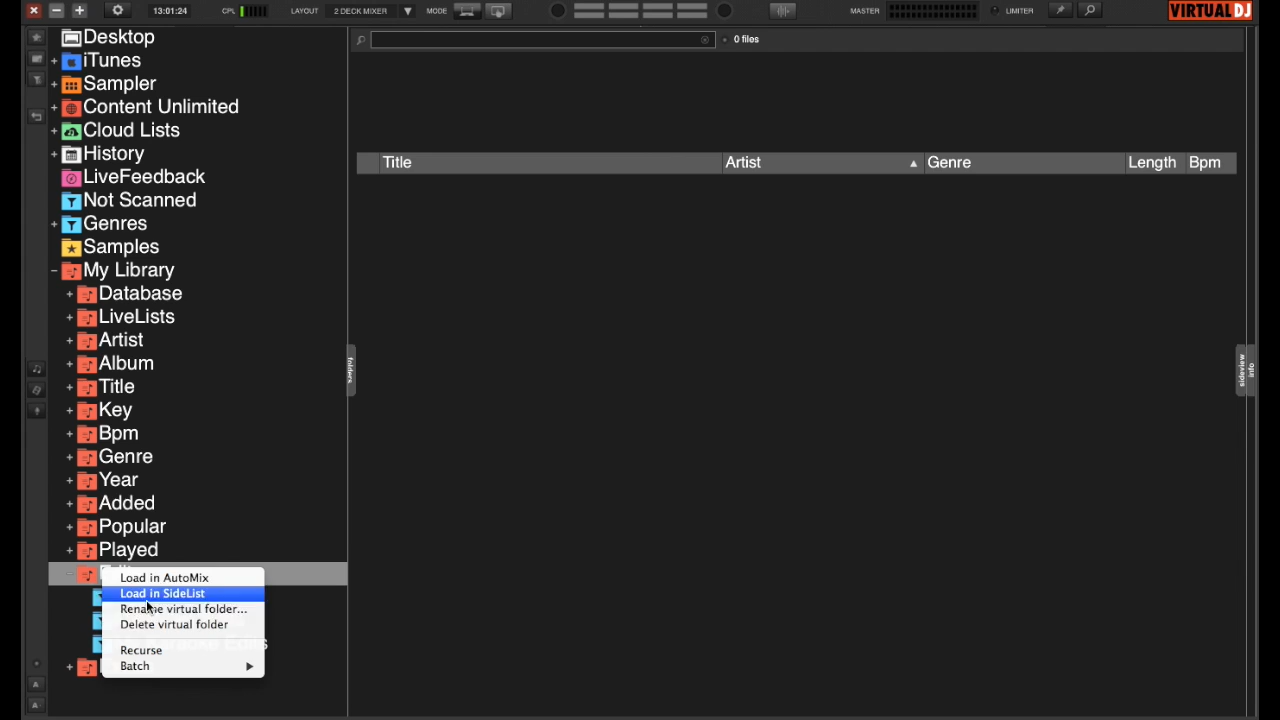 13:01:24 CPL LAYOUT 2 DECK MIXER MODE MASTER LIMITER VIRTUAL DJ
Desktop
iTunes
Sampler
Content Unlimited
Cloud Lists
History
LiveFeedback
Not Scanned
Genres
Samples
My Library
Database
LiveLists
Artist
Album
Title
Key
Bpm
Genre
Year
Added
Popular
Played
Load in AutoMix
Load in SideList
Rename virtual folder...
Delete virtual folder
Recurse
Batch
folders
0 files
Title Artist Genre Length Bpm
sideview
info